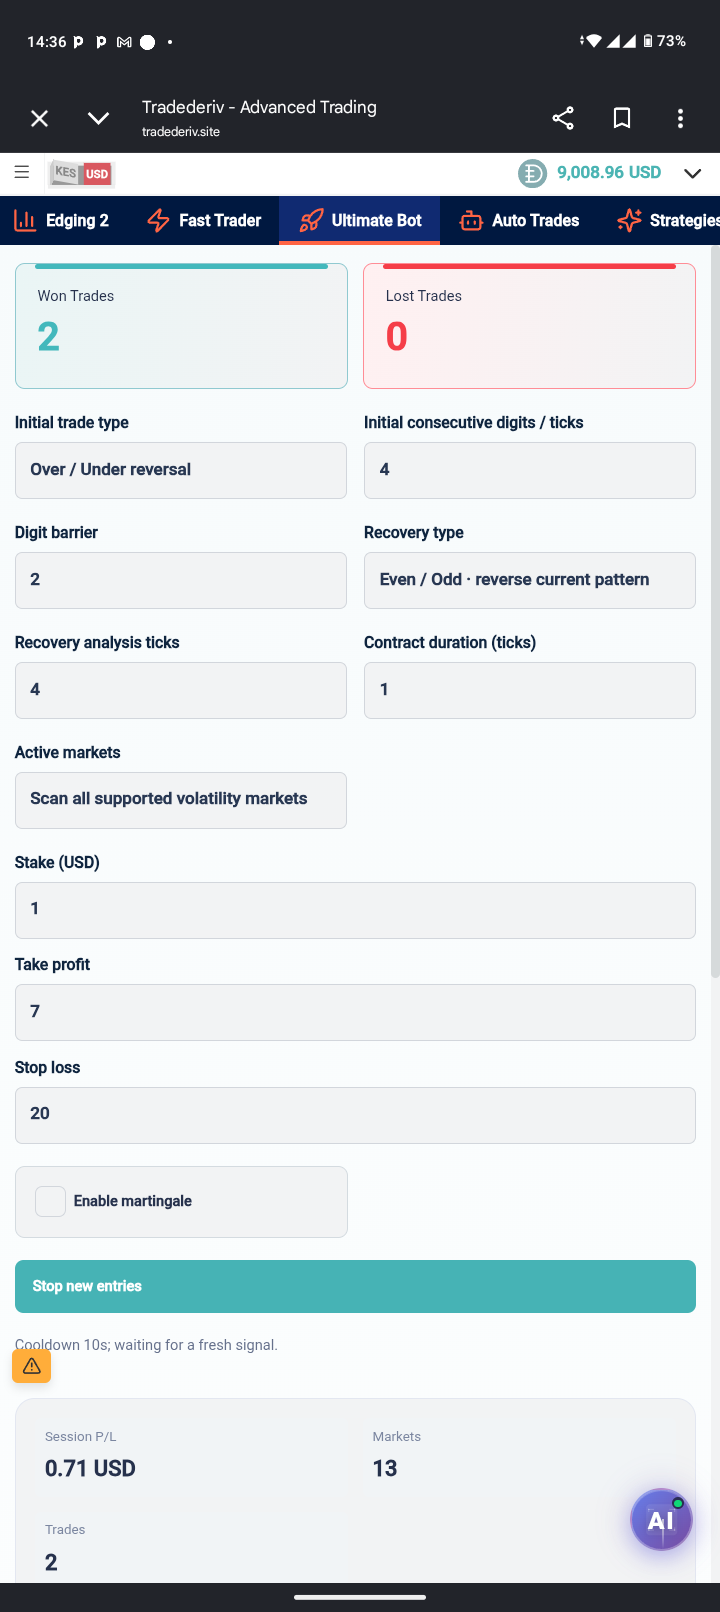 14:36
73%
Tradederiv - Advanced Trading
tradederiv.site
KES USD
9,008.96 USD
Edging 2
Fast Trader
Ultimate Bot
Auto Trades
Strategies
Won Trades
2
Lost Trades
0
Initial trade type
Over / Under reversal
Initial consecutive digits / ticks
4
Digit barrier
2
Recovery type
Even / Odd · reverse current pattern
Recovery analysis ticks
4
Contract duration (ticks)
1
Active markets
Scan all supported volatility markets
Stake (USD)
1
Take profit
7
Stop loss
20
Enable martingale
Stop new entries
Cooldown 10s; waiting for a fresh signal.
Session P/L
0.71 USD
Markets
13
Trades
2
AI